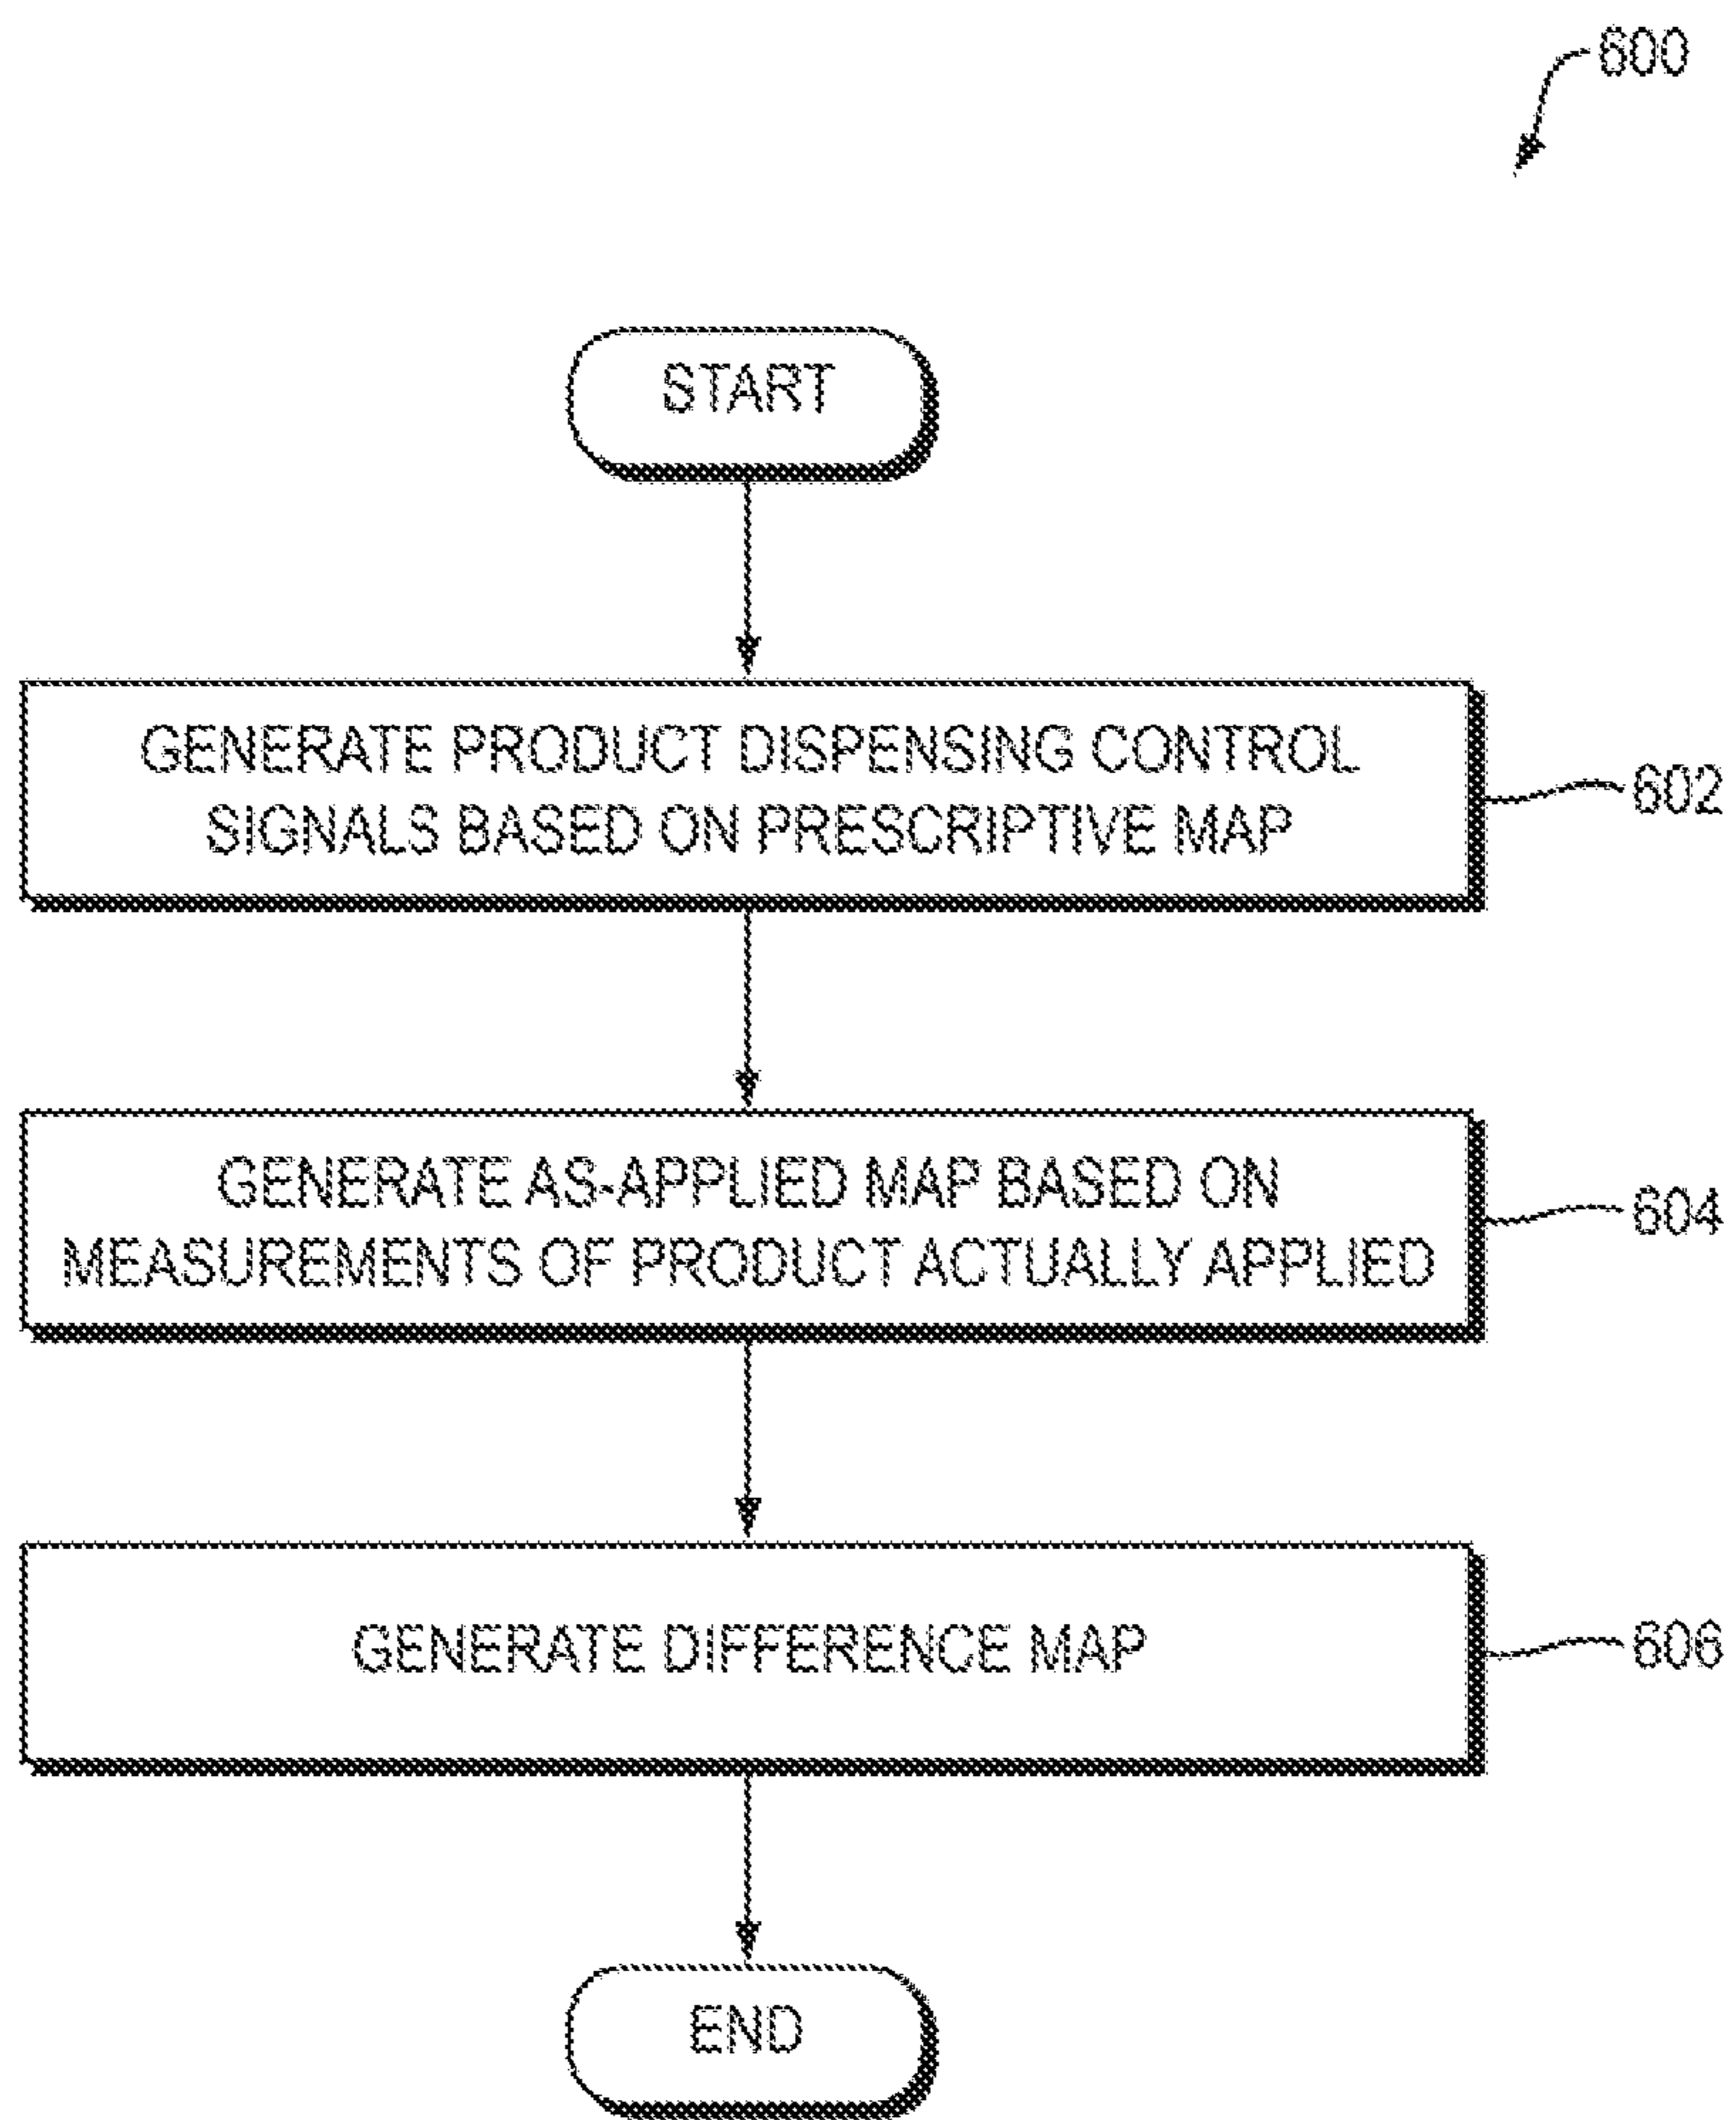 600
START
GENERATE PRODUCT DISPENSING CONTROL
SIGNALS BASED ON PRESCRIPTIVE MAP
602
GENERATE AS-APPLIED MAP BASED ON
MEASUREMENTS OF PRODUCT ACTUALLY APPLIED
604
GENERATE DIFFERENCE MAP
606
END